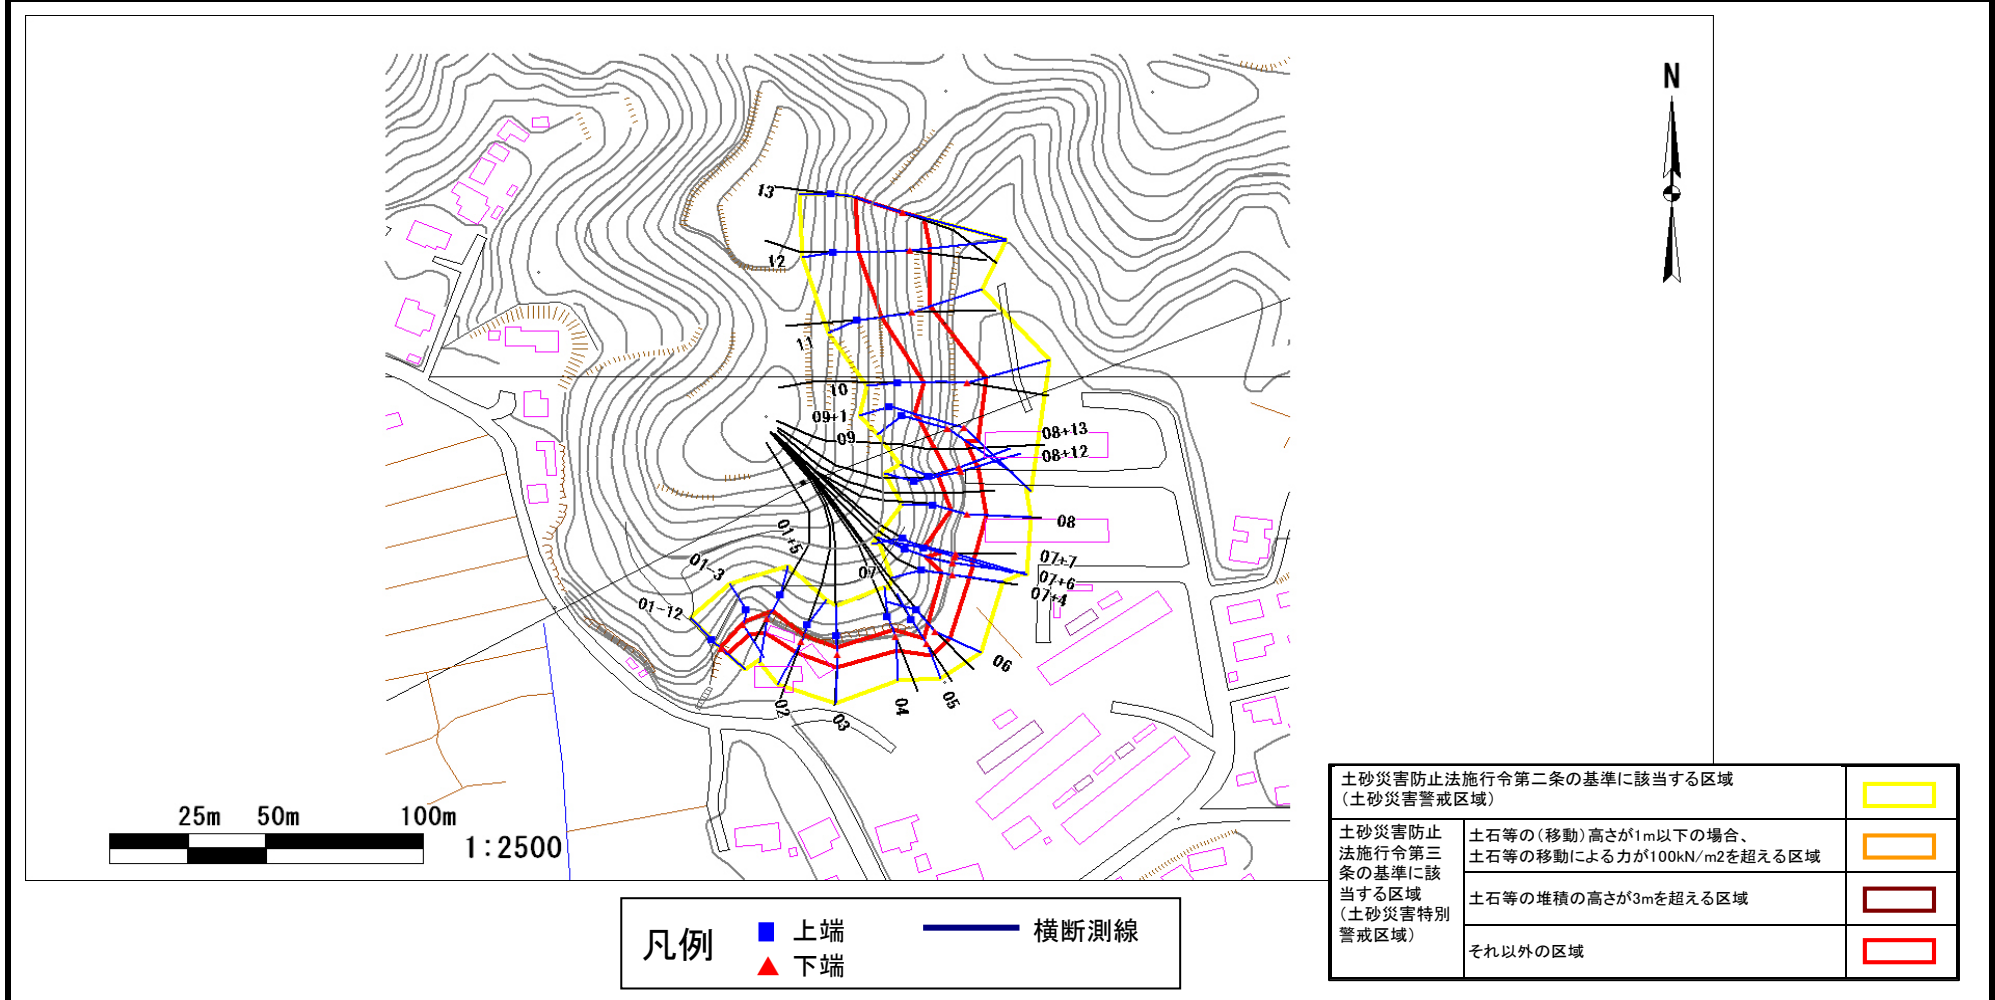 N
13
12
11
10
09+1
09
08+13
08+12
08
07+7
07+6
07+4
07
06
05
04
03
02
01+5
01-3
01-12
25m 50m 100m
1:2500
凡例
上端
下端
横断測線
土砂災害防止法施行令第二条の基準に該当する区域
（土砂災害警戒区域）
土砂災害防止
法施行令第三
条の基準に該
当する区域
（土砂災害特別
警戒区域）
土石等の（移動）高さが1m以下の場合、
土石等の移動による力が100kN/m2を超える区域
土石等の堆積の高さが3mを超える区域
それ以外の区域